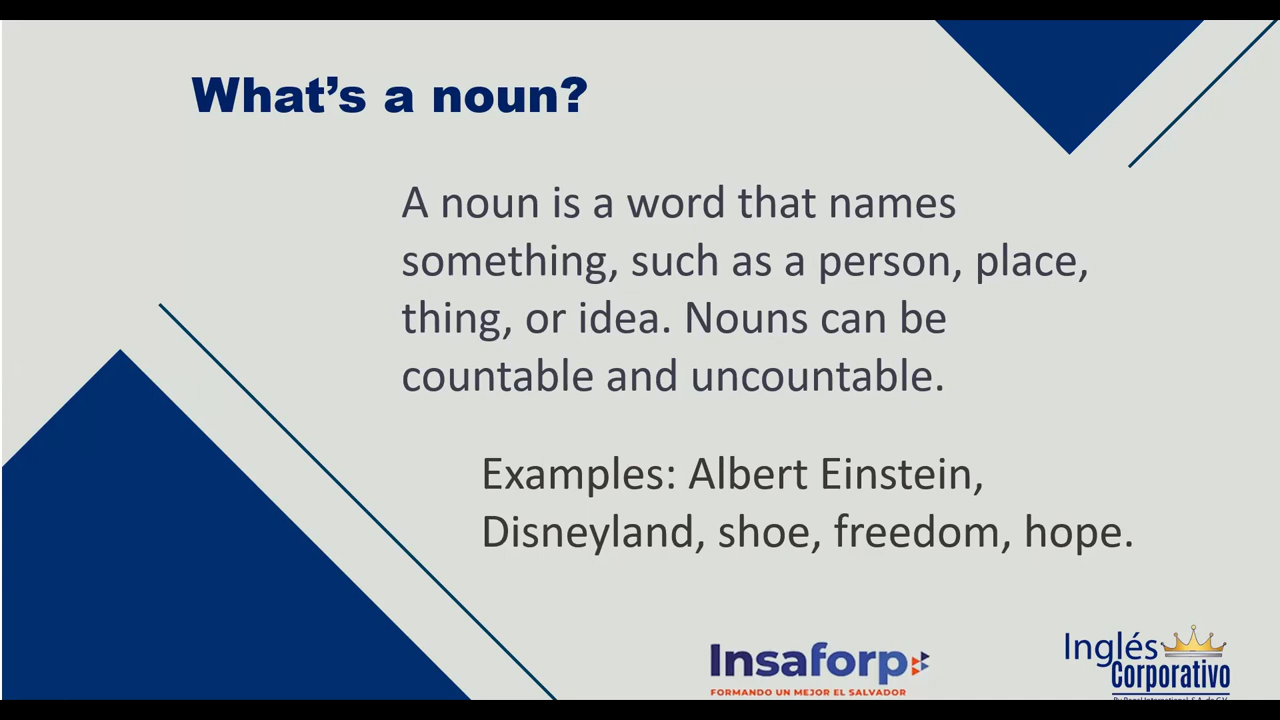 What's a noun?
A noun is a word that names
something, such as a person, place,
thing, or idea. Nouns can be
countable and uncountable.
Examples: Albert Einstein,
Disneyland, shoe, freedom, hope.
Insaforp
FORMANDO UN MEJOR EL SALVADOR
Inglés
Corporativo